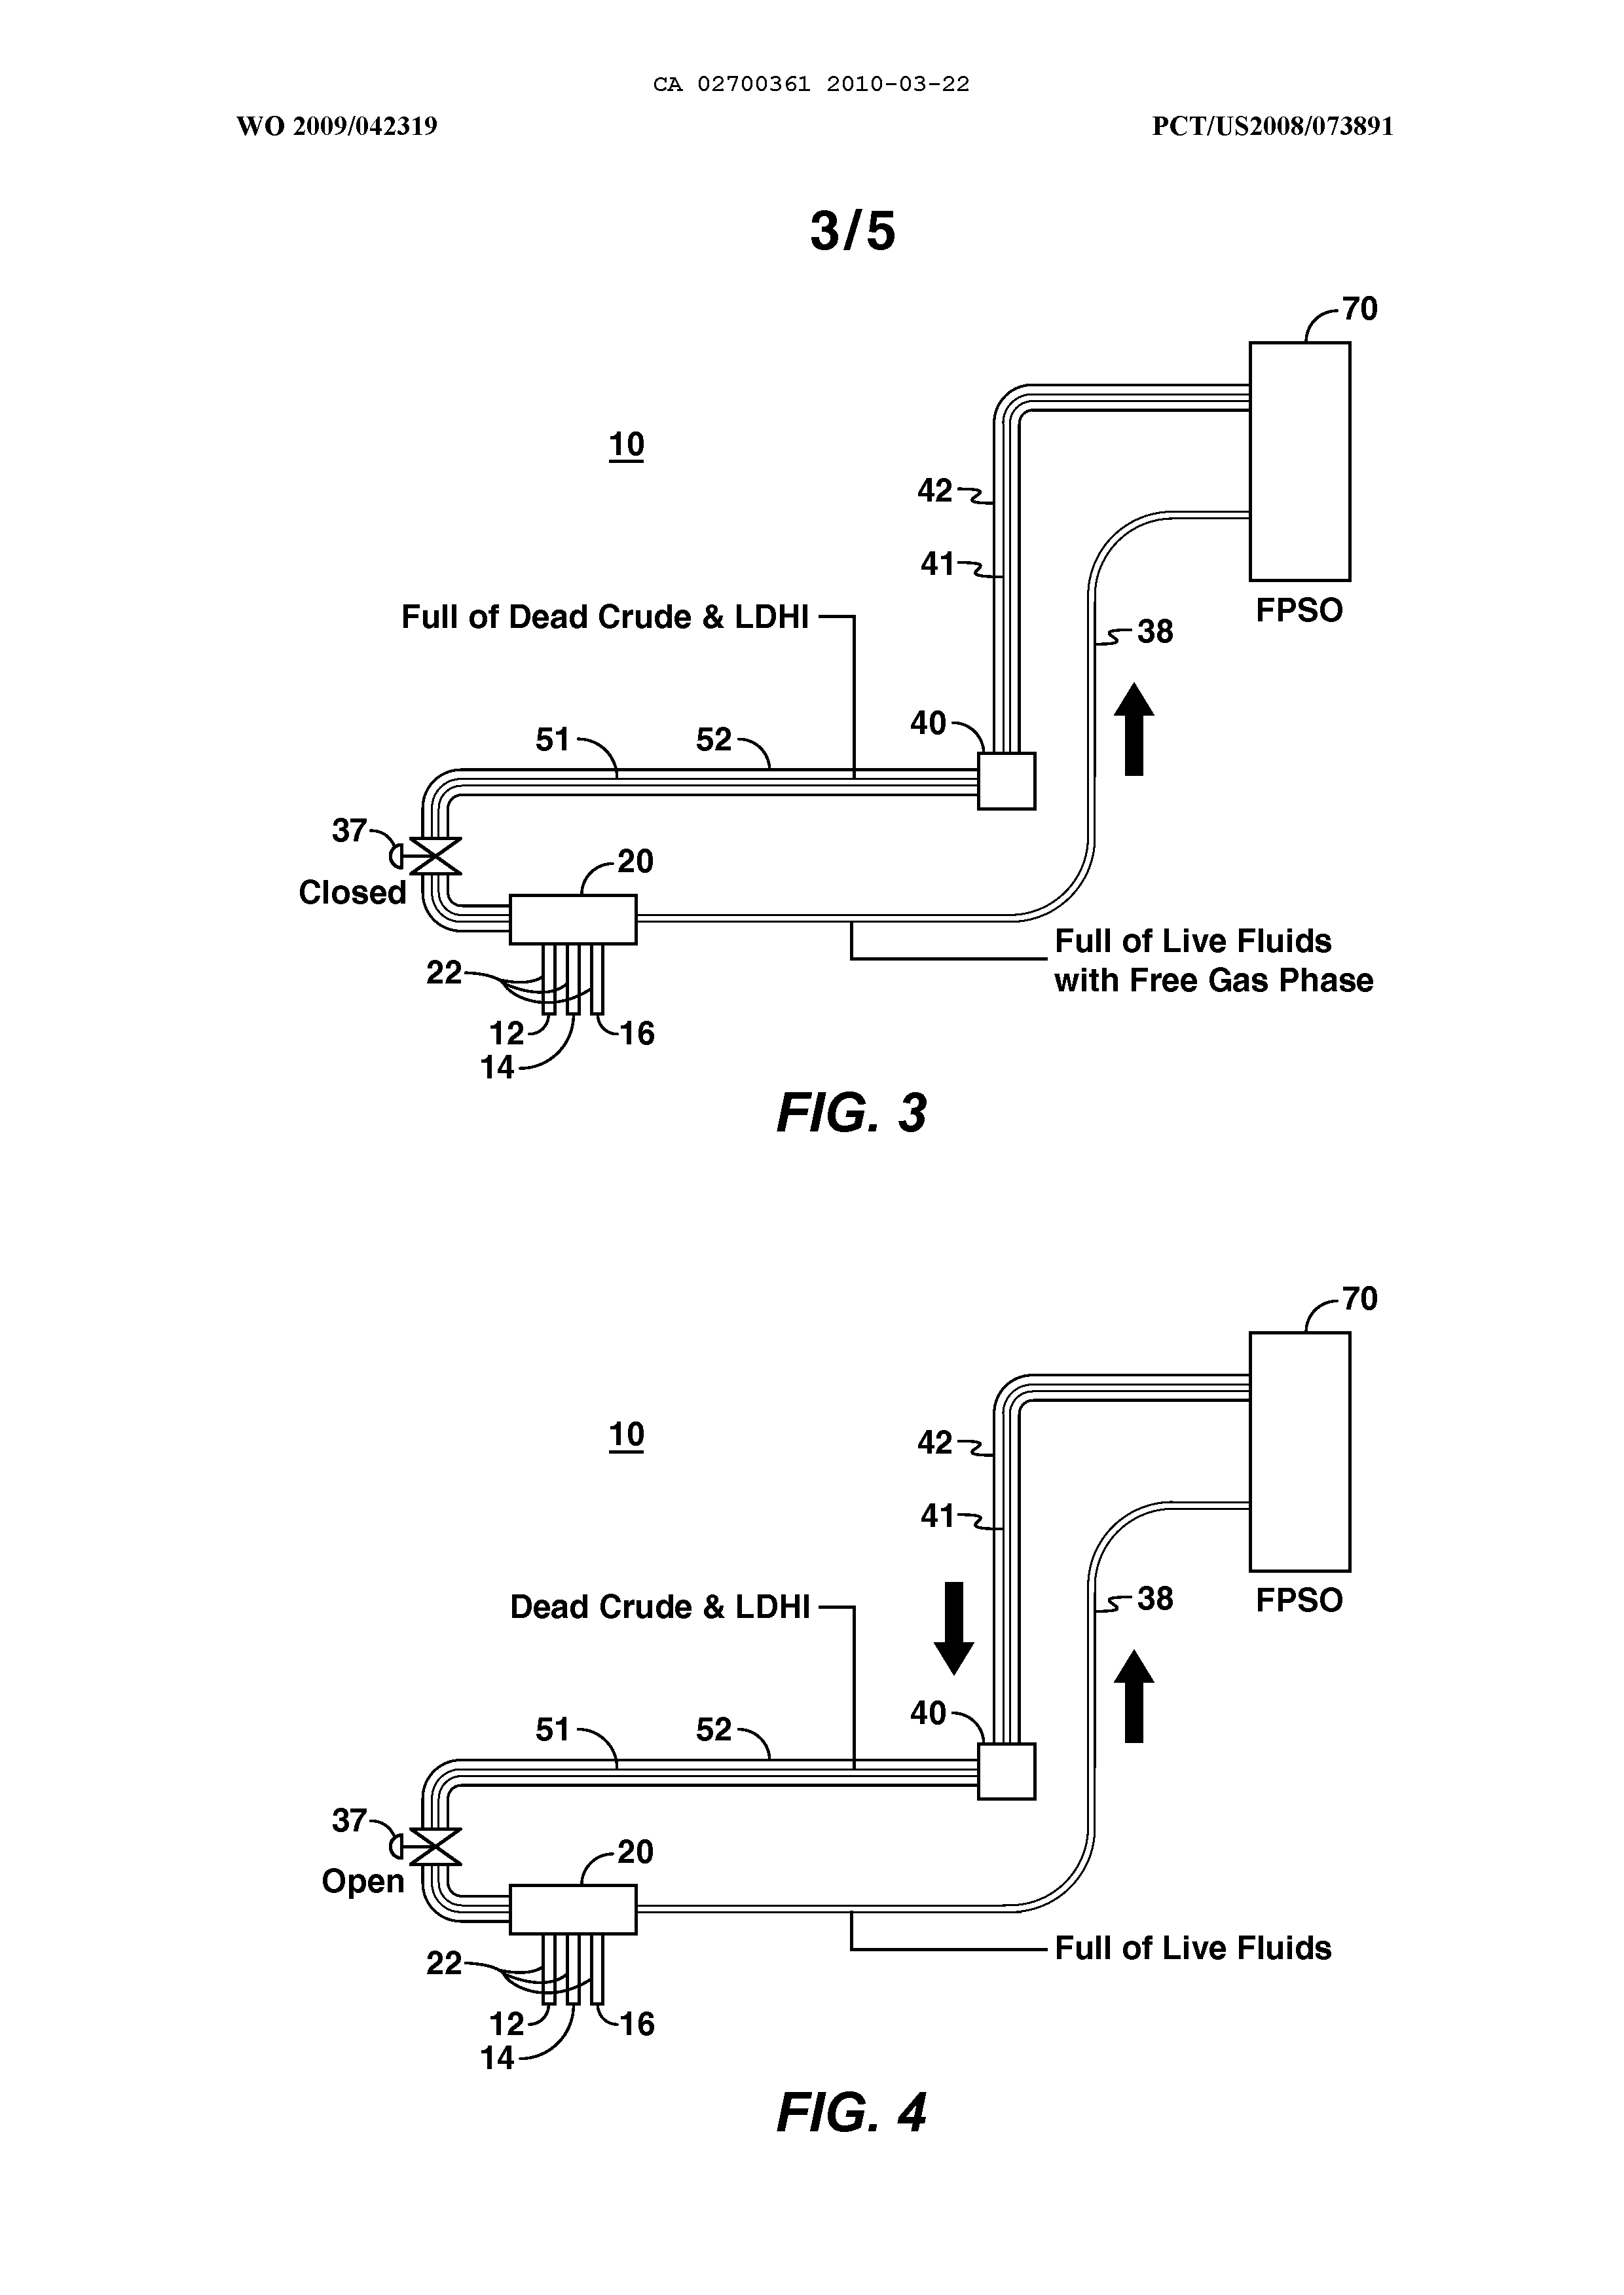 CA 02700361 2010-03-22
WO 2009/042319
PCT/US2008/073891
3/5
70
10
42
41
FPSO
Full of Dead Crude & LDHI
38
40
51
52
37
Closed
20
Full of Live Fluids
with Free Gas Phase
22
12
16
14
FIG. 3
70
10
42
41
FPSO
Dead Crude & LDHI
38
40
51
52
37
Open
20
Full of Live Fluids
22
12
16
14
FIG. 4